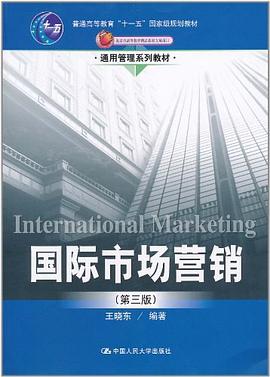 普通高等教育“十一五”国家级规划教材
·通用管理系列教材·
International Marketing
国际市场营销
(第三版)
王晓东／编著
中国人民大学出版社